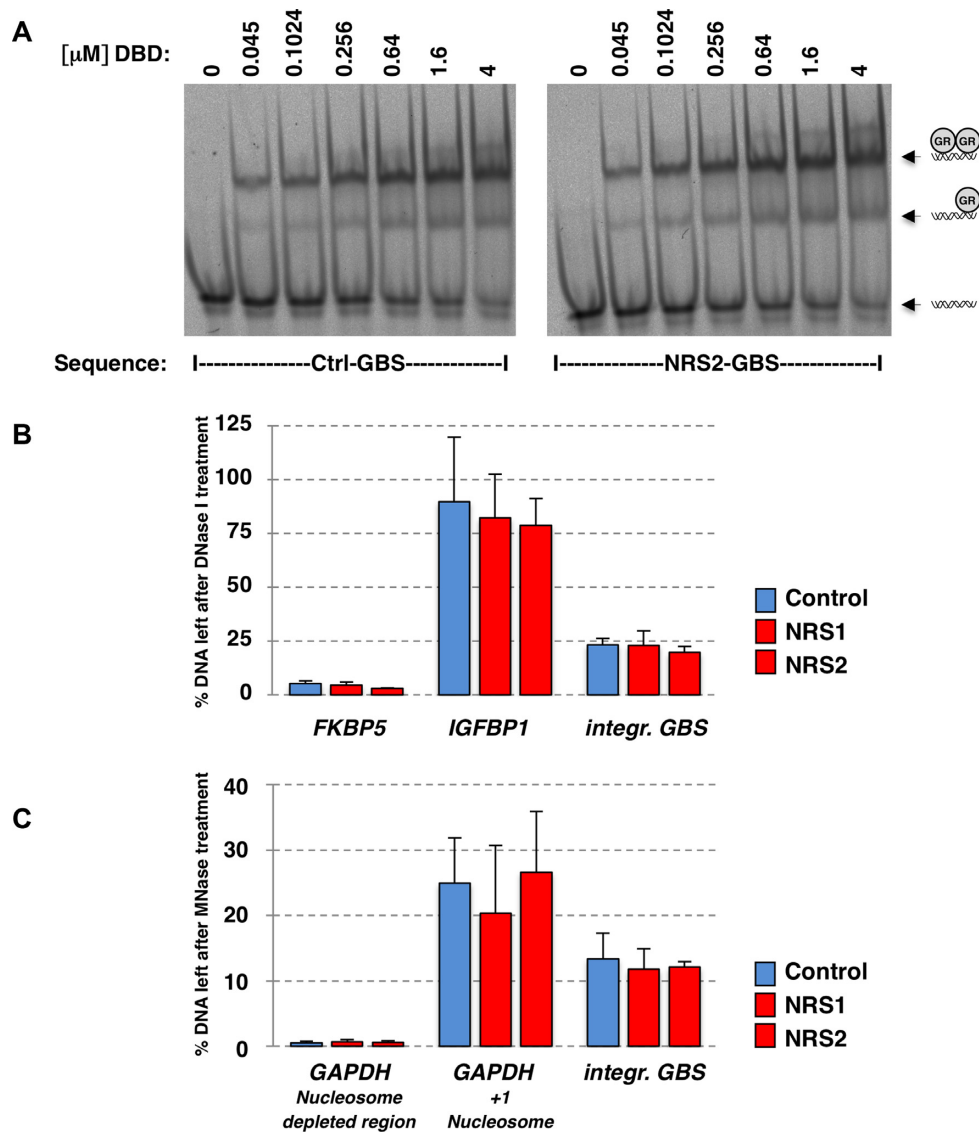 A
[µM] DBD:
0 0.045 0.1024 0.256 0.64 1.6 4
0 0.045 0.1024 0.256 0.64 1.6 4
GR GR
GR
Sequence:
I--------------Ctrl-GBS--------------I
I-------------NRS2-GBS-------------I
B
% DNA left after DNase I treatment
125
100
75
50
25
0
FKBP5
IGFBP1
integr. GBS
Control
NRS1
NRS2
C
% DNA left after MNase treatment
40
30
20
10
0
GAPDH
Nucleosome
depleted region
GAPDH
+1
Nucleosome
integr. GBS
Control
NRS1
NRS2